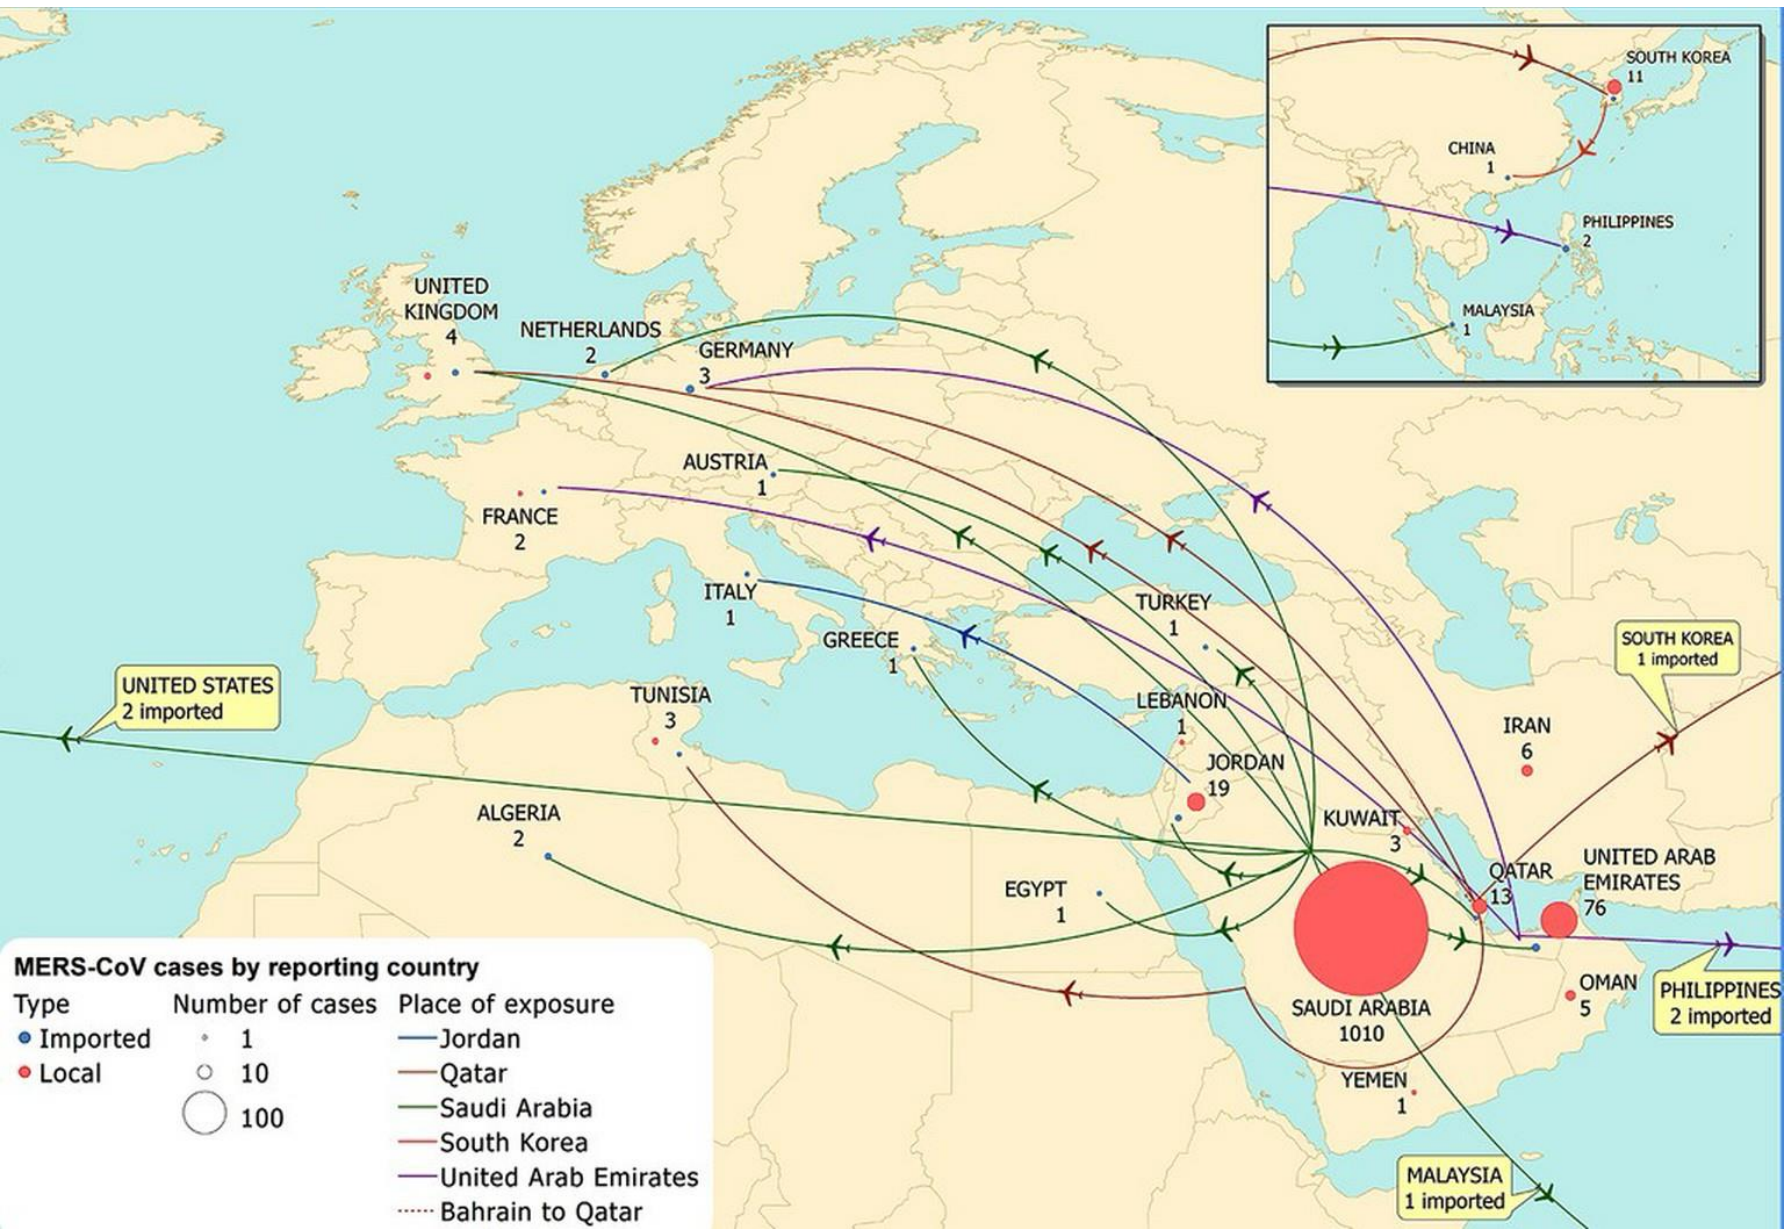 SOUTH KOREA
11
CHINA
1
PHILIPPINES
2
MALAYSIA
1
UNITED
KINGDOM
4
NETHERLANDS
2
GERMANY
3
AUSTRIA
1
FRANCE
2
ITALY
1
GREECE
1
TURKEY
1
SOUTH KOREA
1 imported
UNITED STATES
2 imported
TUNISIA
3
LEBANON
1
IRAN
6
JORDAN
19
ALGERIA
2
KUWAIT
3
EGYPT
1
QATAR
13
UNITED ARAB
EMIRATES
76
OMAN
5
PHILIPPINES
2 imported
SAUDI ARABIA
1010
YEMEN
1
MALAYSIA
1 imported
MERS-CoV cases by reporting country
Type
Imported
Local
Number of cases
1
10
100
Place of exposure
Jordan
Qatar
Saudi Arabia
South Korea
United Arab Emirates
Bahrain to Qatar